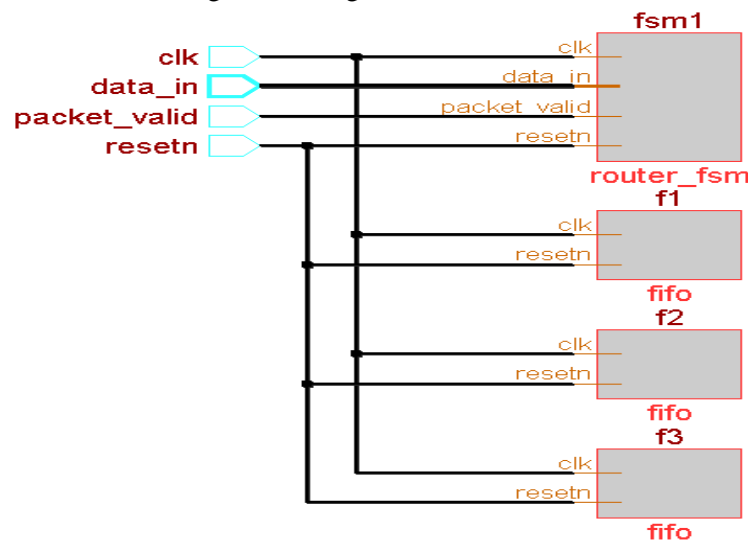 fsm1
clk clk
data_in data_in
packet_valid packet_valid
resetn resetn
router_fsm
f1
clk
resetn
fifo
f2
clk
resetn
fifo
f3
clk
resetn
fifo